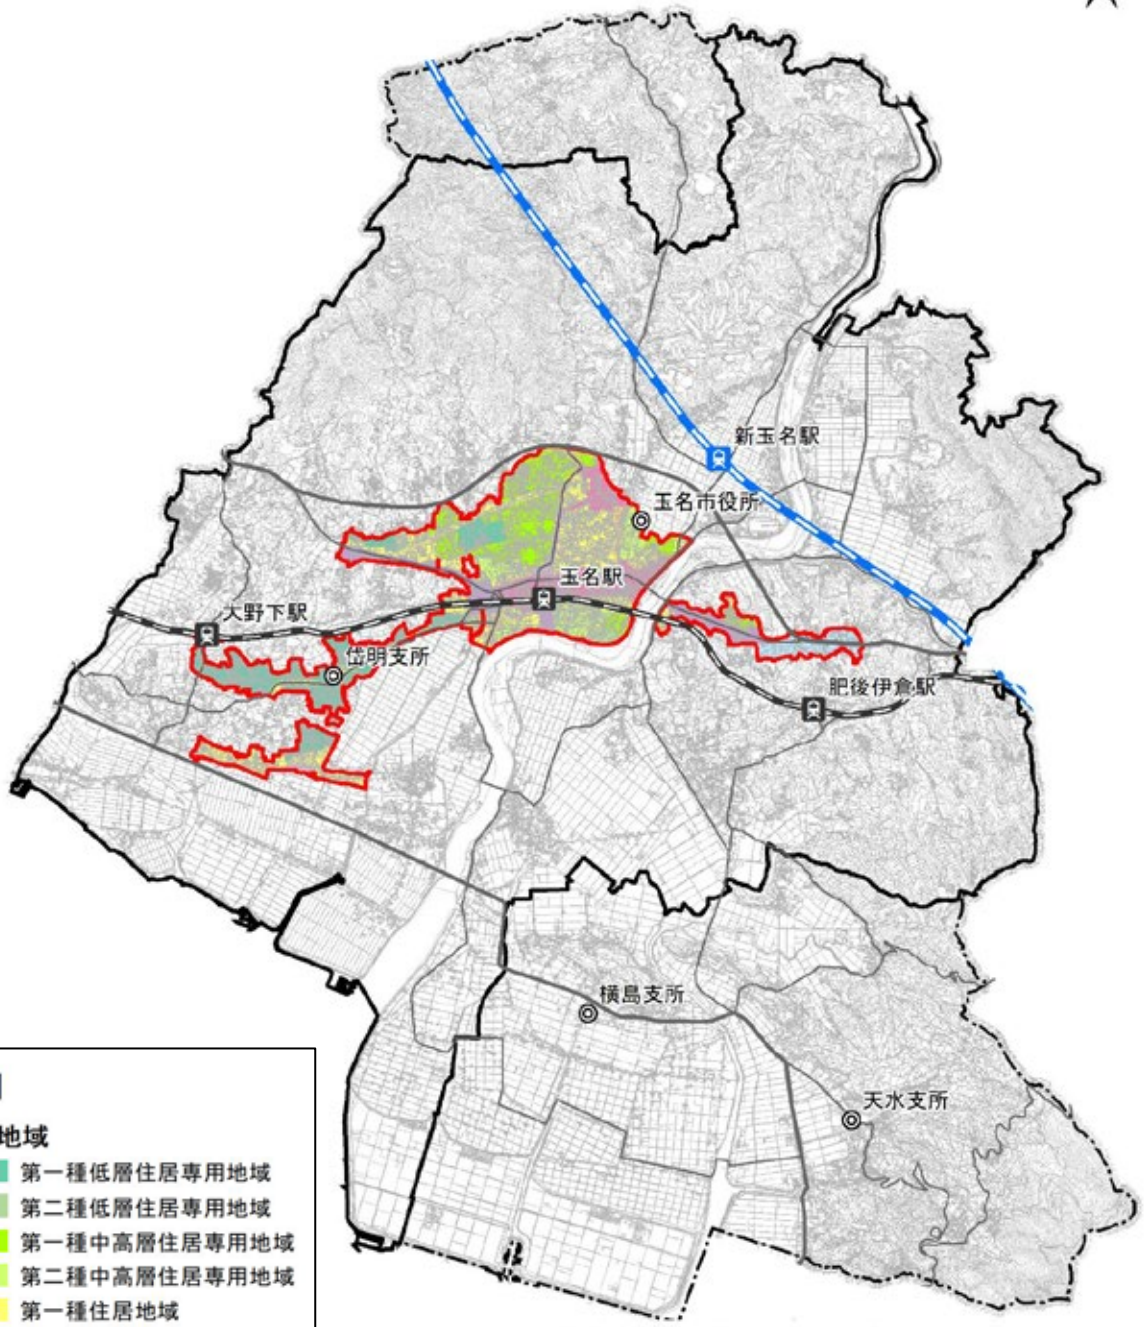 新玉名駅
玉名市役所
玉名駅
大野下駅
岱明支所
肥後伊倉駅
横島支所
天水支所
地域
第一種低層住居専用地域
第二種低層住居専用地域
第一種中高層住居専用地域
第二種中高層住居専用地域
第一種住居地域